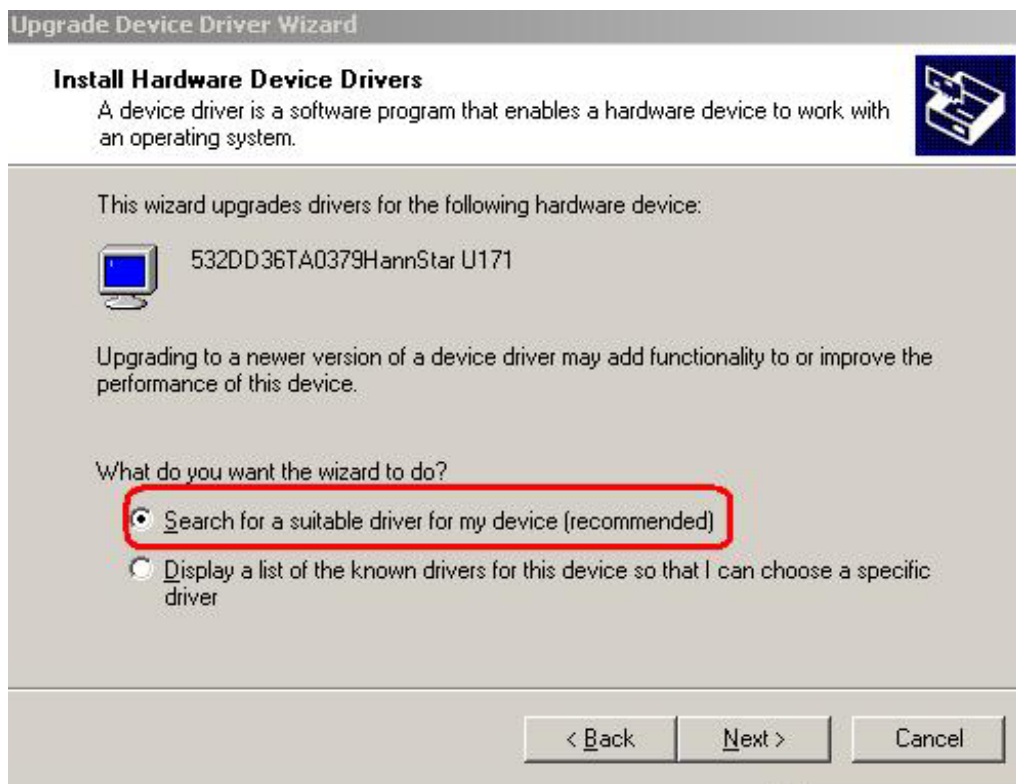 Upgrade Device Driver Wizard
Install Hardware Device Drivers
A device driver is a software program that enables a hardware device to work with
an operating system.
This wizard upgrades drivers for the following hardware device:
532DD36TA0379HannStar U171
Upgrading to a newer version of a device driver may add functionality to or improve the
performance of this device.
What do you want the wizard to do?
Search for a suitable driver for my device (recommended)
Display a list of the known drivers for this device so that I can choose a specific
driver
< Back
Next >
Cancel